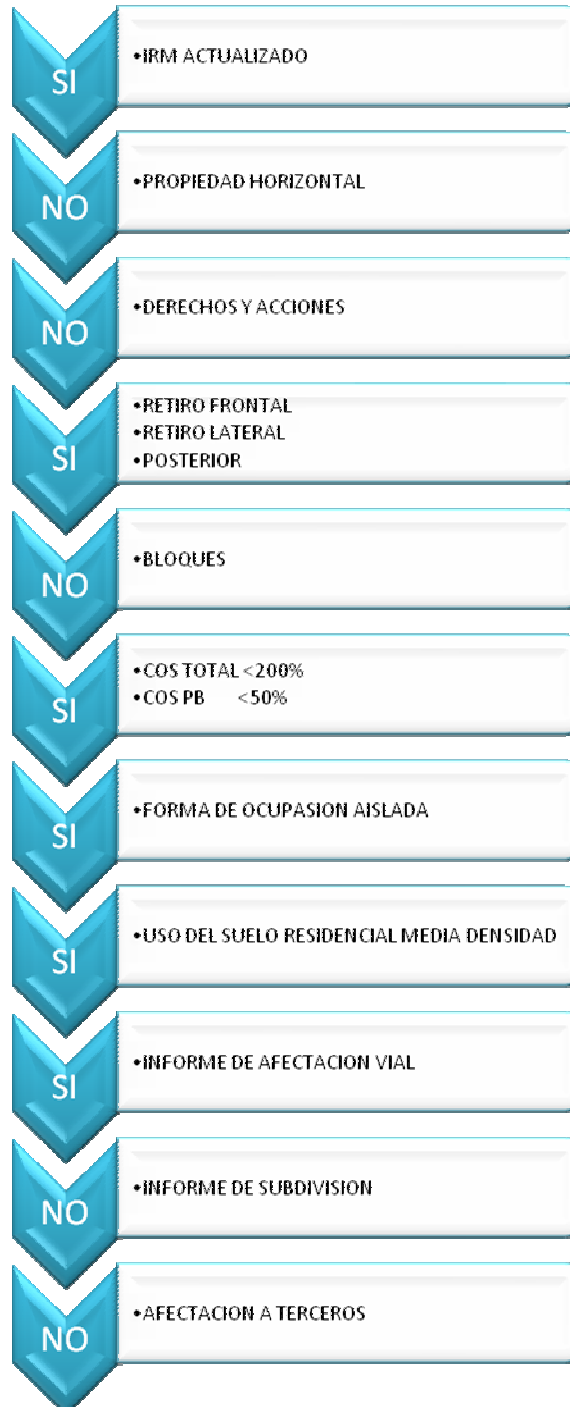 SI
•IRM ACTUALIZADO
NO
•PROPIEDAD HORIZONTAL
NO
•DERECHOS Y ACCIONES
SI
•RETIRO FRONTAL
•RETIRO LATERAL
•POSTERIOR
NO
•BLOQUES
SI
•COS TOTAL <200%
•COS PB <50%
SI
•FORMA DE OCUPASION AISLADA
SI
•USO DEL SUELO RESIDENCIAL MEDIA DENSIDAD
SI
•INFORME DE AFECTACION VIAL
NO
•INFORME DE SUBDIVISION
NO
•AFECTACION A TERCEROS